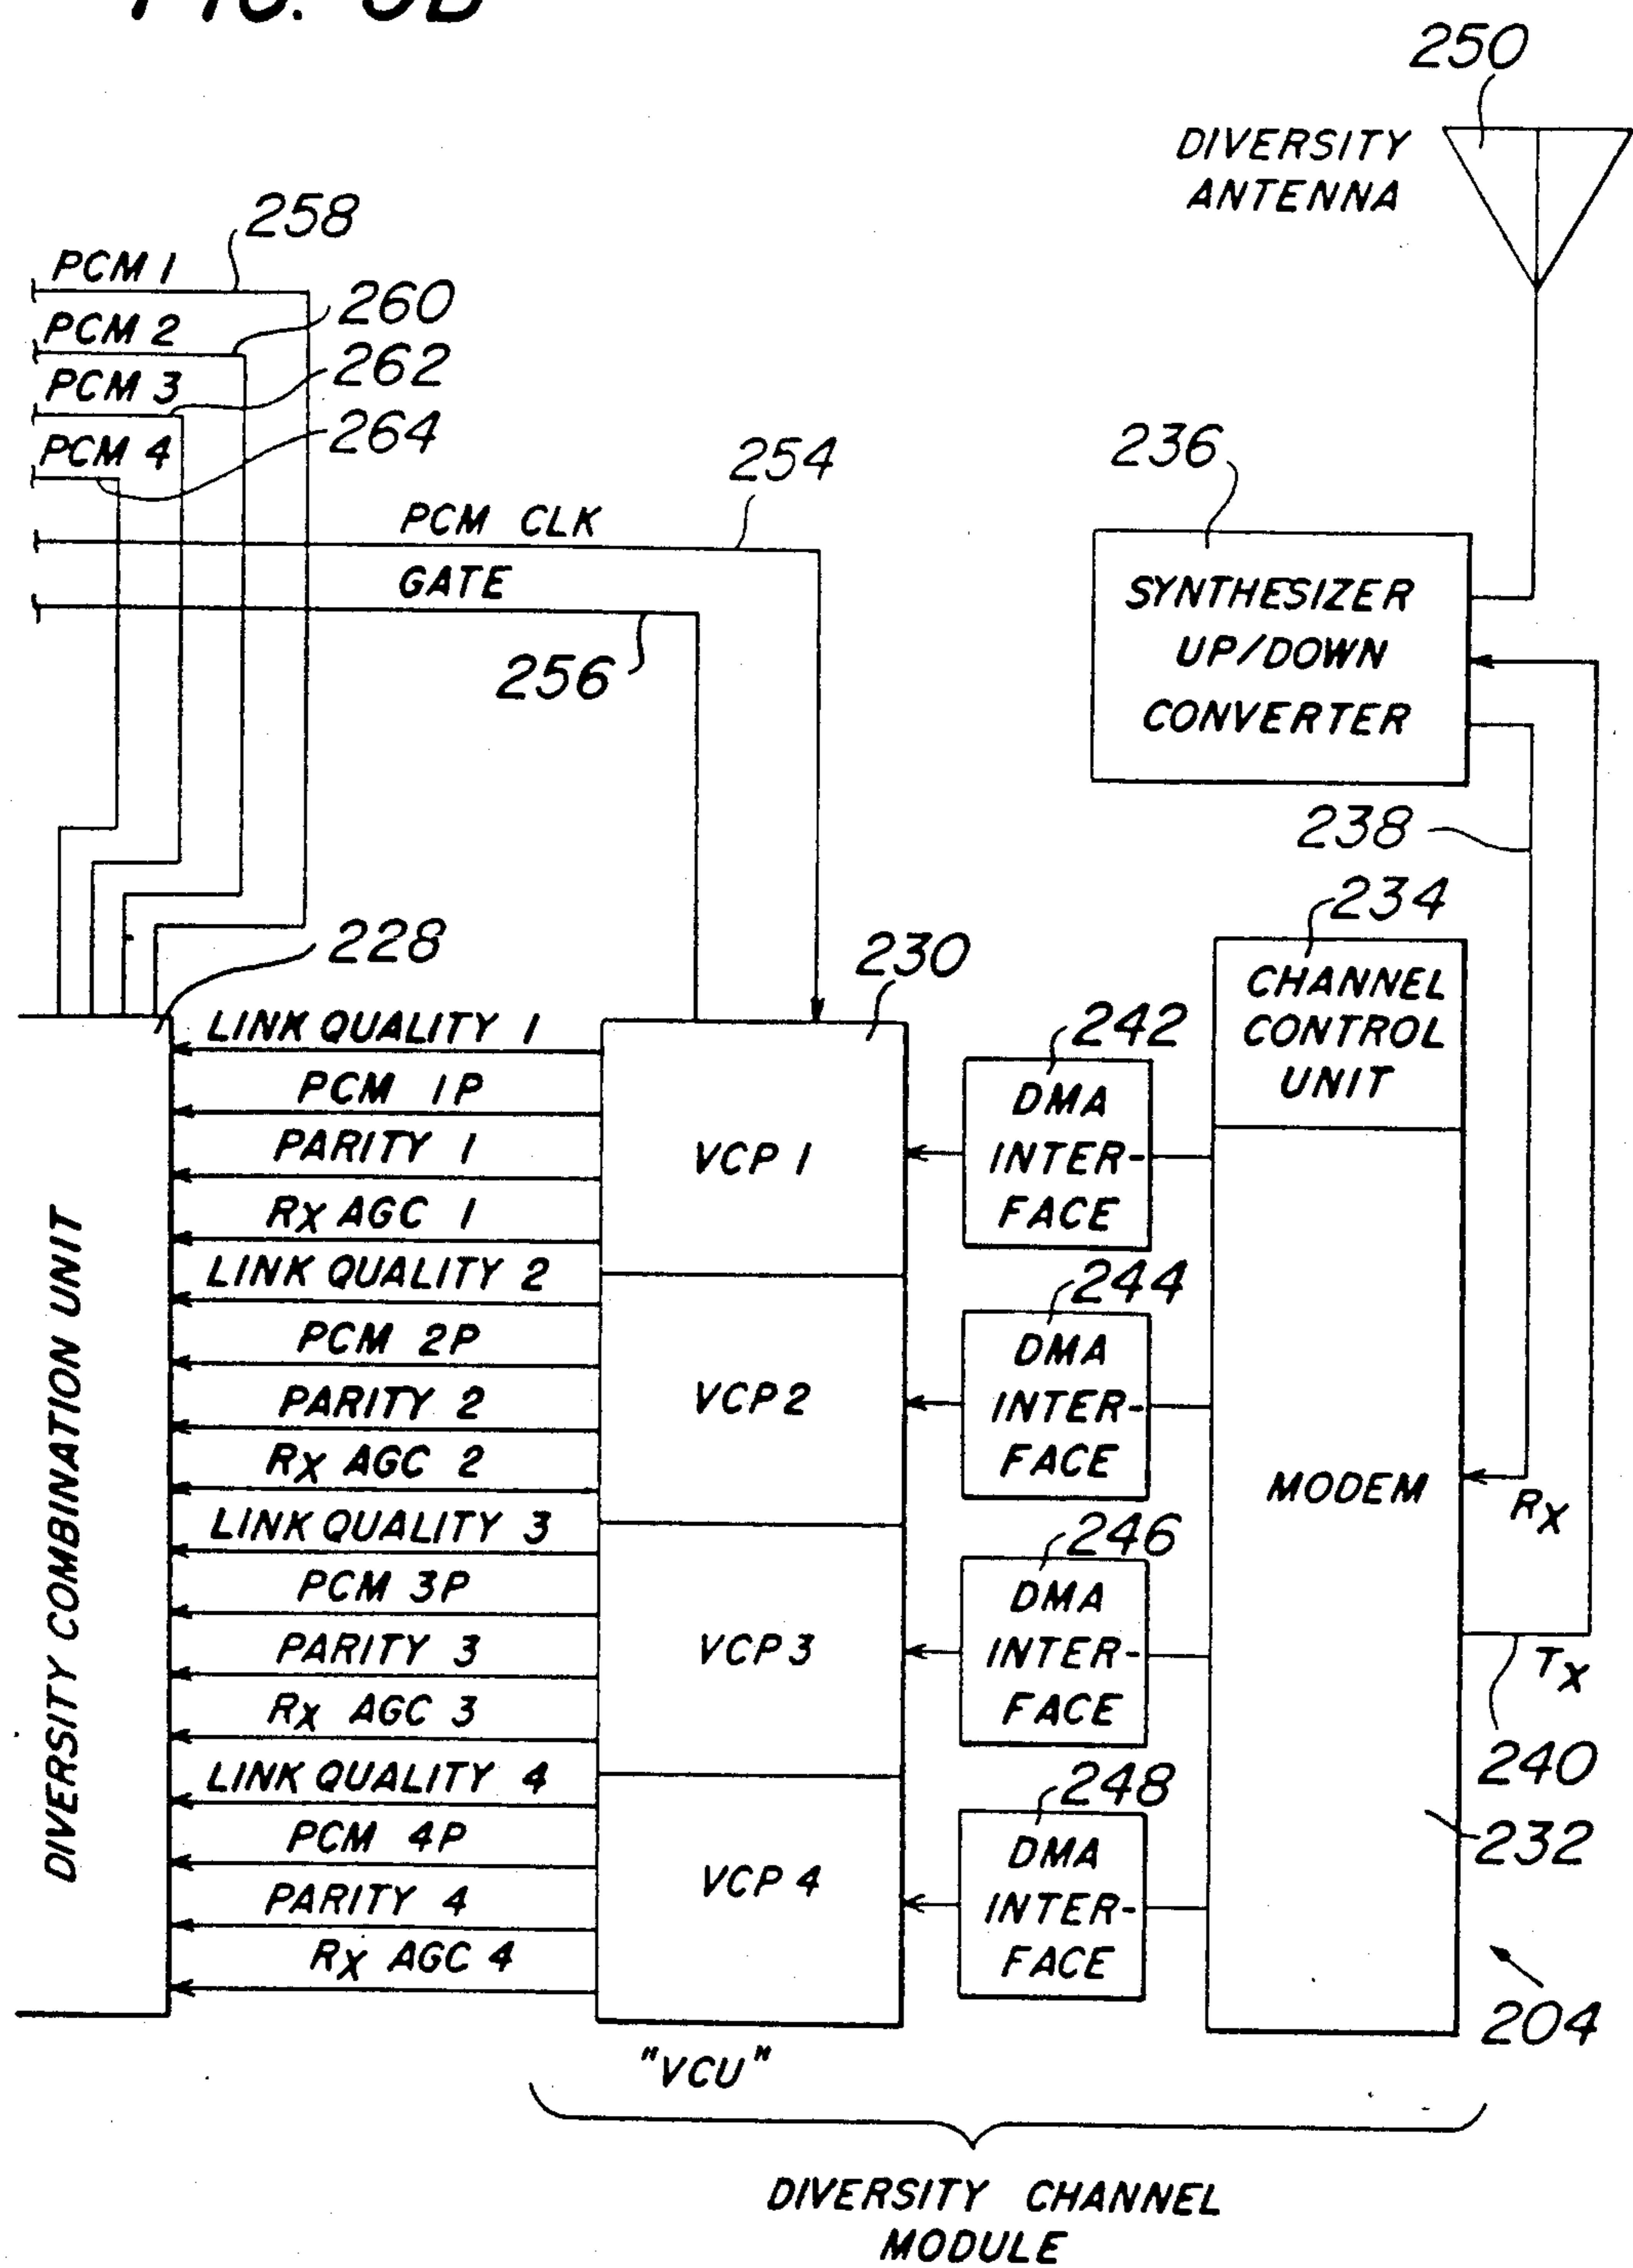 250
DIVERSITY
ANTENNA
258
PCM 1
260
PCM 2
262
PCM 3
264
PCM 4
254
236
PCM CLK
GATE
256
SYNTHESIZER
UP/DOWN
CONVERTER
238
234
228
230
CHANNEL
CONTROL
UNIT
242
LINK QUALITY 1
PCM 1P
PARITY 1
RX AGC 1
VCP 1
DMA
INTER-
FACE
244
LINK QUALITY 2
PCM 2P
PARITY 2
RX AGC 2
VCP 2
DMA
INTER-
FACE
MODEM
RX
246
LINK QUALITY 3
PCM 3P
PARITY 3
RX AGC 3
VCP 3
DMA
INTER-
FACE
TX
240
248
LINK QUALITY 4
PCM 4P
PARITY 4
RX AGC 4
VCP 4
DMA
INTER-
FACE
232
204
DIVERSITY COMBINATION UNIT
"VCU"
DIVERSITY CHANNEL
MODULE